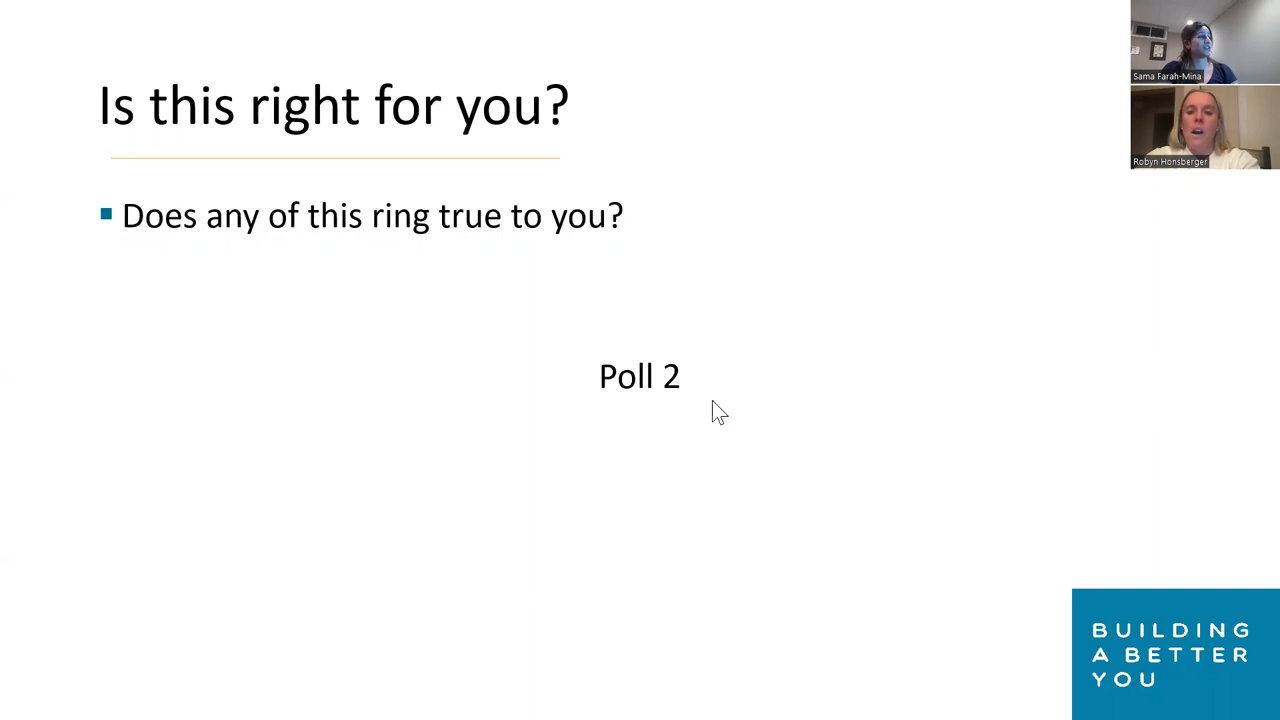 Is this right for you?
Does any of this ring true to you?
Poll 2
Sama Farah-Mina
Robyn Honsberger
BUILDING
A BETTER
YOU